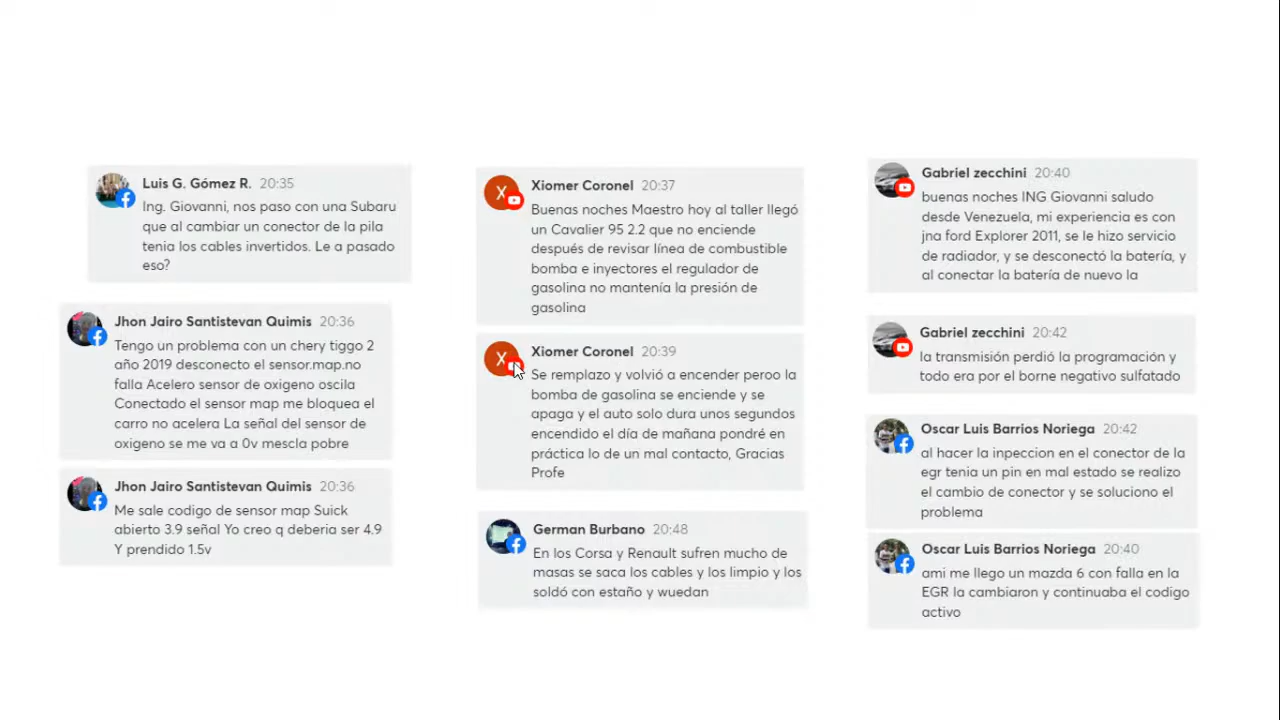 Luis G. Gómez R. 20:35
Ing. Giovanni, nos paso con una Subaru
que al cambiar un conector de la pila
tenia los cables invertidos. Le a pasado
eso?
Jhon Jairo Santistevan Quimis 20:36
Tengo un problema con un chery tiggo 2
año 2019 desconecto el sensor.map.no
falla Acelero sensor de oxigeno oscila
Conectado el sensor map me bloquea el
carro no acelera La señal del sensor de
oxigeno se me va a 0v mescla pobre
Jhon Jairo Santistevan Quimis 20:36
Me sale codigo de sensor map Suick
abierto 3.9 señal Yo creo q deberia ser 4.9
Y prendido 1.5v
X
Xiomer Coronel 20:37
Buenas noches Maestro hoy al taller llegó
un Cavalier 95 2.2 que no enciende
después de revisar línea de combustible
bomba e inyectores el regulador de
gasolina no mantenía la presión de
gasolina
X
Xiomer Coronel 20:39
Se remplazo y volvió a encender peroo la
bomba de gasolina se enciende y se
apaga y el auto solo dura unos segundos
encendido el día de mañana pondré en
práctica lo de un mal contacto, Gracias
Profe
German Burbano 20:48
En los Corsa y Renault sufren mucho de
masas se saca los cables y los limpio y los
soldó con estaño y wuedan
Gabriel zecchini 20:40
buenas noches ING Giovanni saludo
desde Venezuela, mi experiencia es con
jna ford Explorer 2011, se le hizo servicio
de radiador, y se desconectó la batería, y
al conectar la batería de nuevo la
Gabriel zecchini 20:42
la transmisión perdió la programación y
todo era por el borne negativo sulfatado
Oscar Luis Barrios Noriega 20:42
al hacer la inpeccion en el conector de la
egr tenia un pin en mal estado se realizo
el cambio de conector y se soluciono el
problema
Oscar Luis Barrios Noriega 20:40
ami me llego un mazda 6 con falla en la
EGR la cambiaron y continuaba el codigo
activo